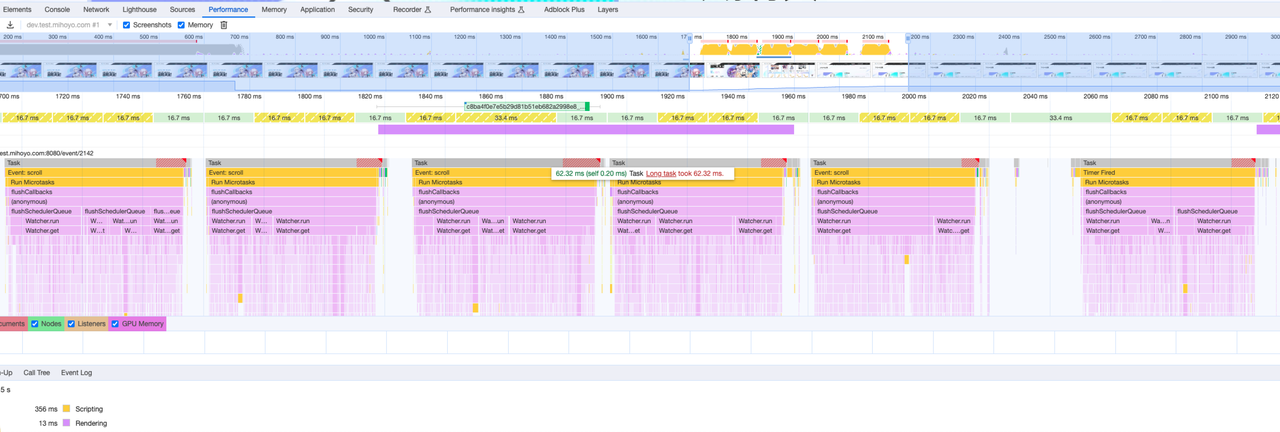 Elements Console Network Lighthouse Sources Performance Memory Application Security Recorder Performance insights Adblock Plus Layers
dev.test.mihoyo.com #1 Screenshots Memory
200 ms 300 ms 400 ms 500 ms 600 ms 700 ms 800 ms 900 ms 1000 ms 1100 ms 1200 ms 1300 ms 1400 ms 1500 ms 1600 ms 17 ms 1800 ms 1900 ms 2000 ms 2100 ms 2200 ms 2300 ms 2400 ms 2500 ms 2600 ms 2700 ms 2800 ms 2900 ms
700 ms 1720 ms 1740 ms 1760 ms 1780 ms 1800 ms 1820 ms 1840 ms 1860 ms 1880 ms 1900 ms 1920 ms 1940 ms 1960 ms 1980 ms 2000 ms 2020 ms 2040 ms 2060 ms 2080 ms 2100 ms 2120
c8ba4f0e7e5b29d81b51eb682a2998e8_...
16.7 ms 16.7 ms 16.7 ms 16.7 ms 16.7 ms 16.7 ms 16.7 ms 16.7 ms 16.7 ms 33.4 ms 16.7 ms 16.7 ms 16.7 ms 16.7 ms 16.7 ms 16.7 ms 16.7 ms 16.7 ms 16.7 ms 33.4 ms 16.7 ms 16.7 ms 16.7 ms
test.mihoyo.com:8080/event/2142
Task Task Task Task Task Task
Event: scroll Event: scroll Event: scroll Event: scroll Event: scroll Timer Fired
62.32 ms (self 0.20 ms) Task Long task took 62.32 ms.
Run Microtasks Run Microtasks Run Microtasks Run Microtasks Run Microtasks Run Microtasks
flushCallbacks flushCallbacks flushCallbacks flushCallbacks flushCallbacks flushCallbacks
(anonymous) (anonymous) (anonymous) (anonymous) (anonymous) (anonymous)
flushSchedulerQueue flushSchedulerQueue flus...eue flushSchedulerQueue flushSchedulerQueue flushSchedulerQueue flushSchedulerQueue flushSchedulerQueue flushSchedulerQueue
Watcher.run W... Wat...un Wat...un Watcher.run W... Watcher.run Watcher.run Wa...un Watcher.run Wa...un Watcher.run Watcher.run Watcher.run Watcher.run Watcher.run Wa...n Watcher.run
Watcher.get W...t W... Wat...get Watcher.get W... Watcher.get Watcher.get Wat...et Watcher.get Wat...et Watcher.get Watcher.get Watcher.get Watc....get Watcher.get W... Watcher.get
cuments Nodes Listeners GPU Memory
-Up Call Tree Event Log
5 s
356 ms Scripting
13 ms Rendering